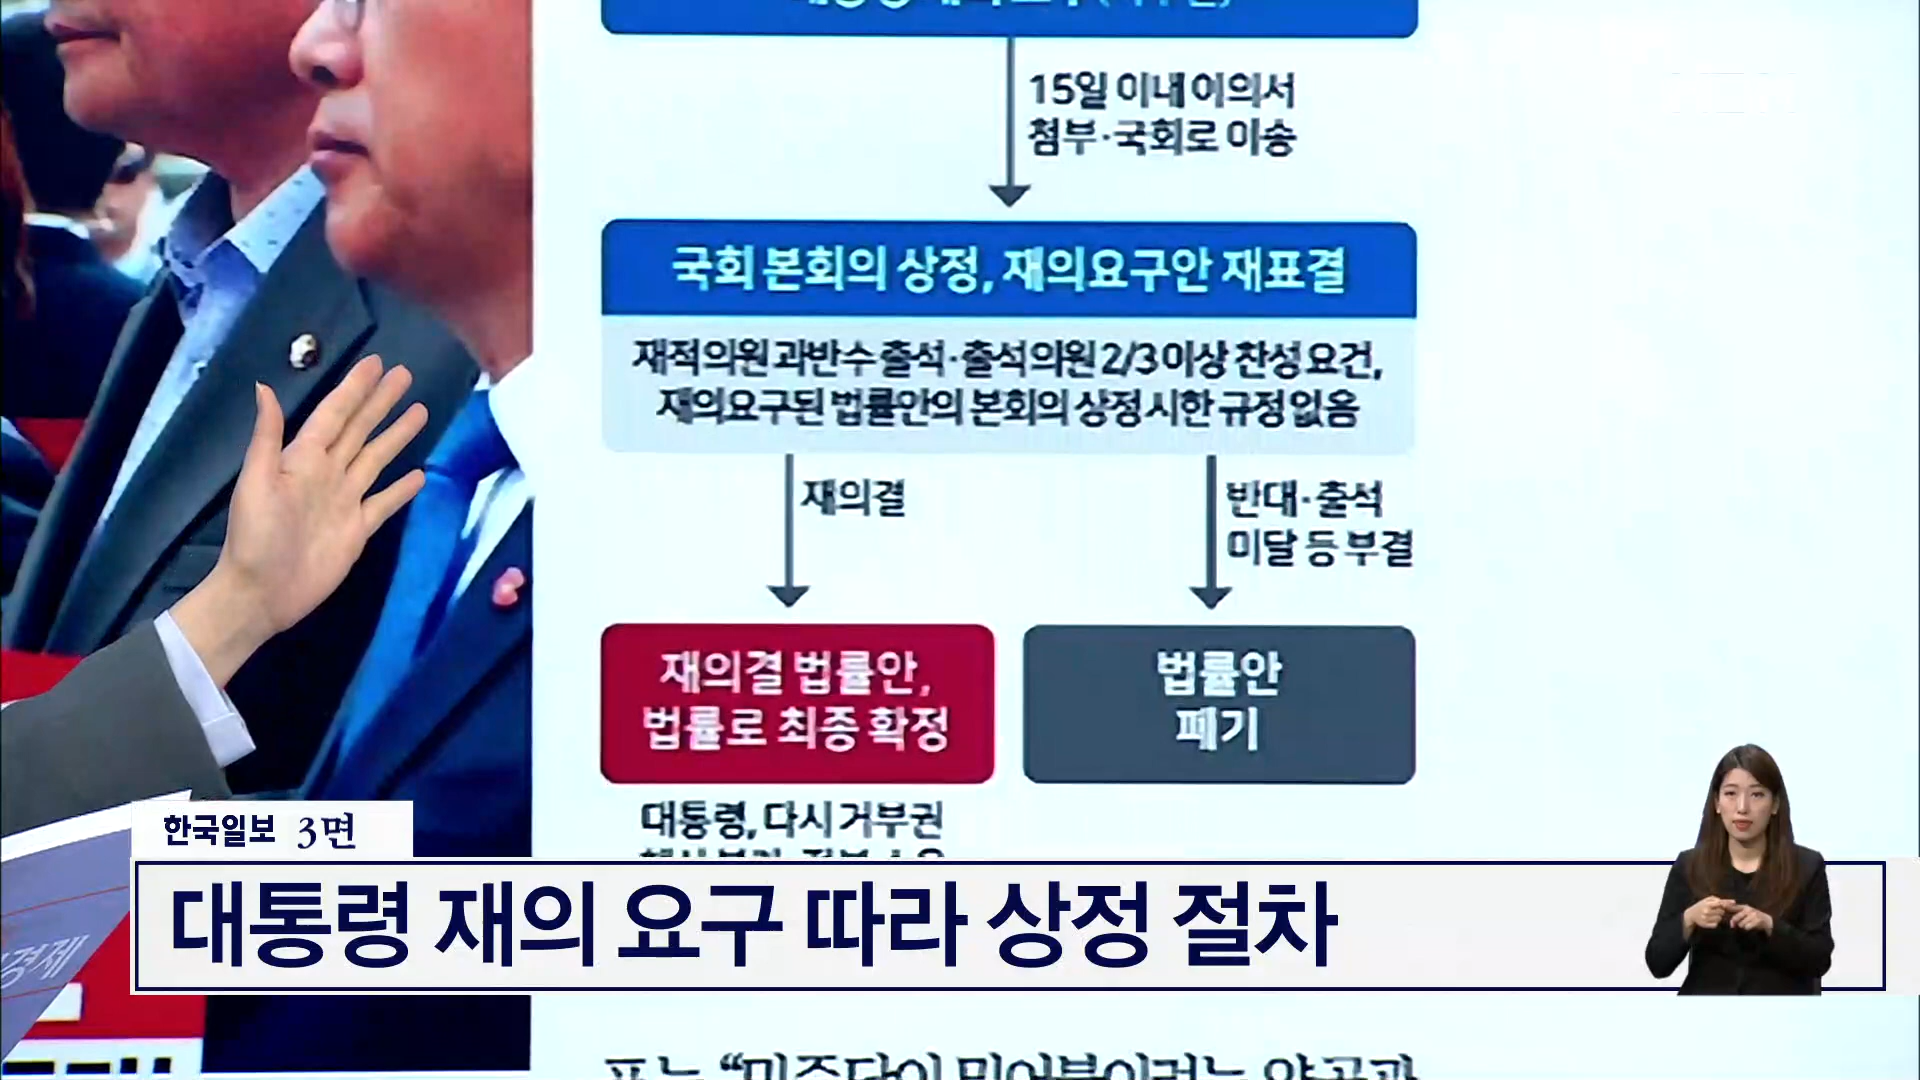 15일 이내 이의서
첨부·국회로 이송
국회 본회의 상정, 재의요구안 재표결
재적의원 과반수 출석·출석의원 2/3 이상 찬성 요건,
재의요구된 법률안의 본회의 상정 시한 규정 없음
재의결
반대·출석
미달 등 부결
재의결 법률안,
법률로 최종 확정
법률안
폐기
대통령, 다시 거부권
한국일보 3면
대통령 재의 요구 따라 상정 절차
경제